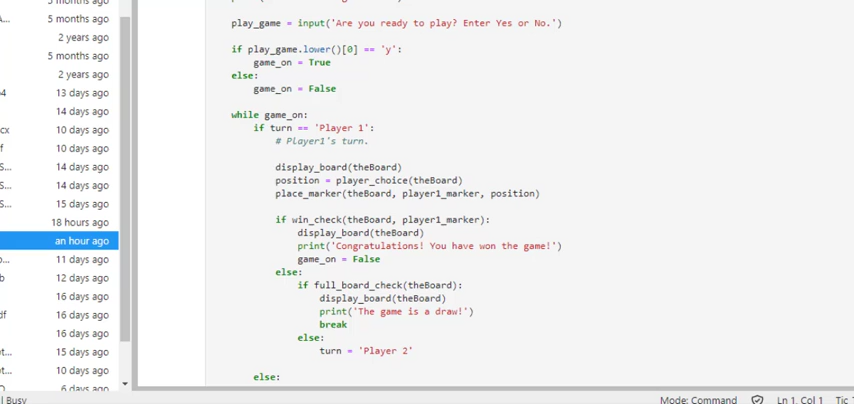 5 months ago
5 months ago
2 years ago
5 months ago
2 years ago
13 days ago
14 days ago
10 days ago
10 days ago
14 days ago
14 days ago
15 days ago
18 hours ago
an hour ago
11 days ago
12 days ago
16 days ago
16 days ago
16 days ago
15 days ago
10 days ago
6 days ago
play_game = input('Are you ready to play? Enter Yes or No.')
if play_game.lower()[0] == 'y':
game_on = True
else:
game_on = False
while game_on:
if turn == 'Player 1':
# Player1's turn.
display_board(theBoard)
position = player_choice(theBoard)
place_marker(theBoard, player1_marker, position)
if win_check(theBoard, player1_marker):
display_board(theBoard)
print('Congratulations! You have won the game!')
game_on = False
else:
if full_board_check(theBoard):
display_board(theBoard)
print('The game is a draw!')
break
else:
turn = 'Player 2'
else:
Busy
Mode: Command
Ln 1, Col 1
Tic